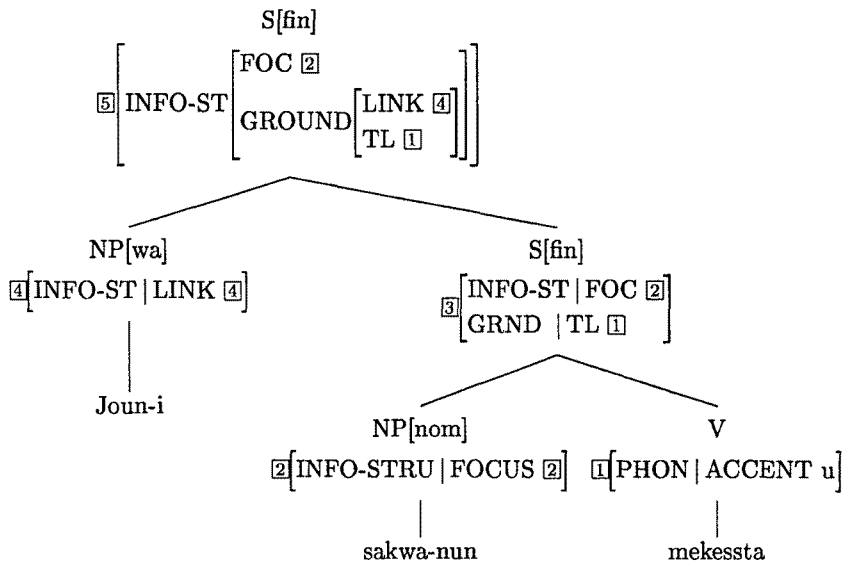 S[fin]
FOC 2
5 INFO-ST
GROUND
LINK 4
TL 1
NP[wa]
S[fin]
4[INFO-ST | LINK 4]
3
INFO-ST | FOC 2
GRND | TL 1
Joun-i
NP[nom]
V
2[INFO-STRU | FOCUS 2]
1[PHON | ACCENT u]
sakwa-nun
mekessta